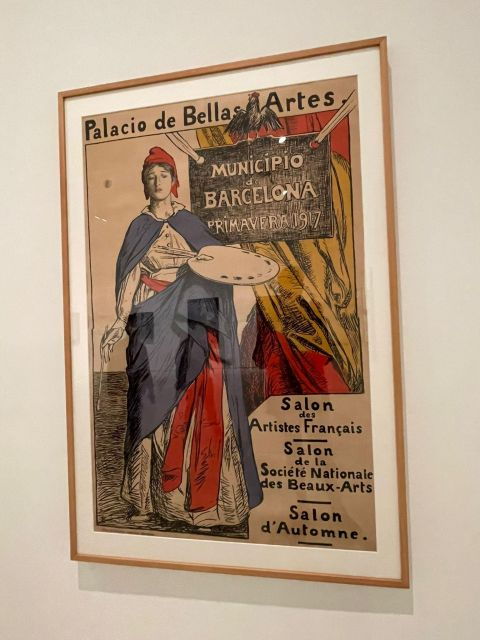 Palacio de Bellas Artes.
MUNICIPIO
de
BARCELONA
PRIMAVERA 1917
Salon
des
Artistes Français
Salon
de la
Société Nationale
des Beaux-Arts
Salon
d'Automne.